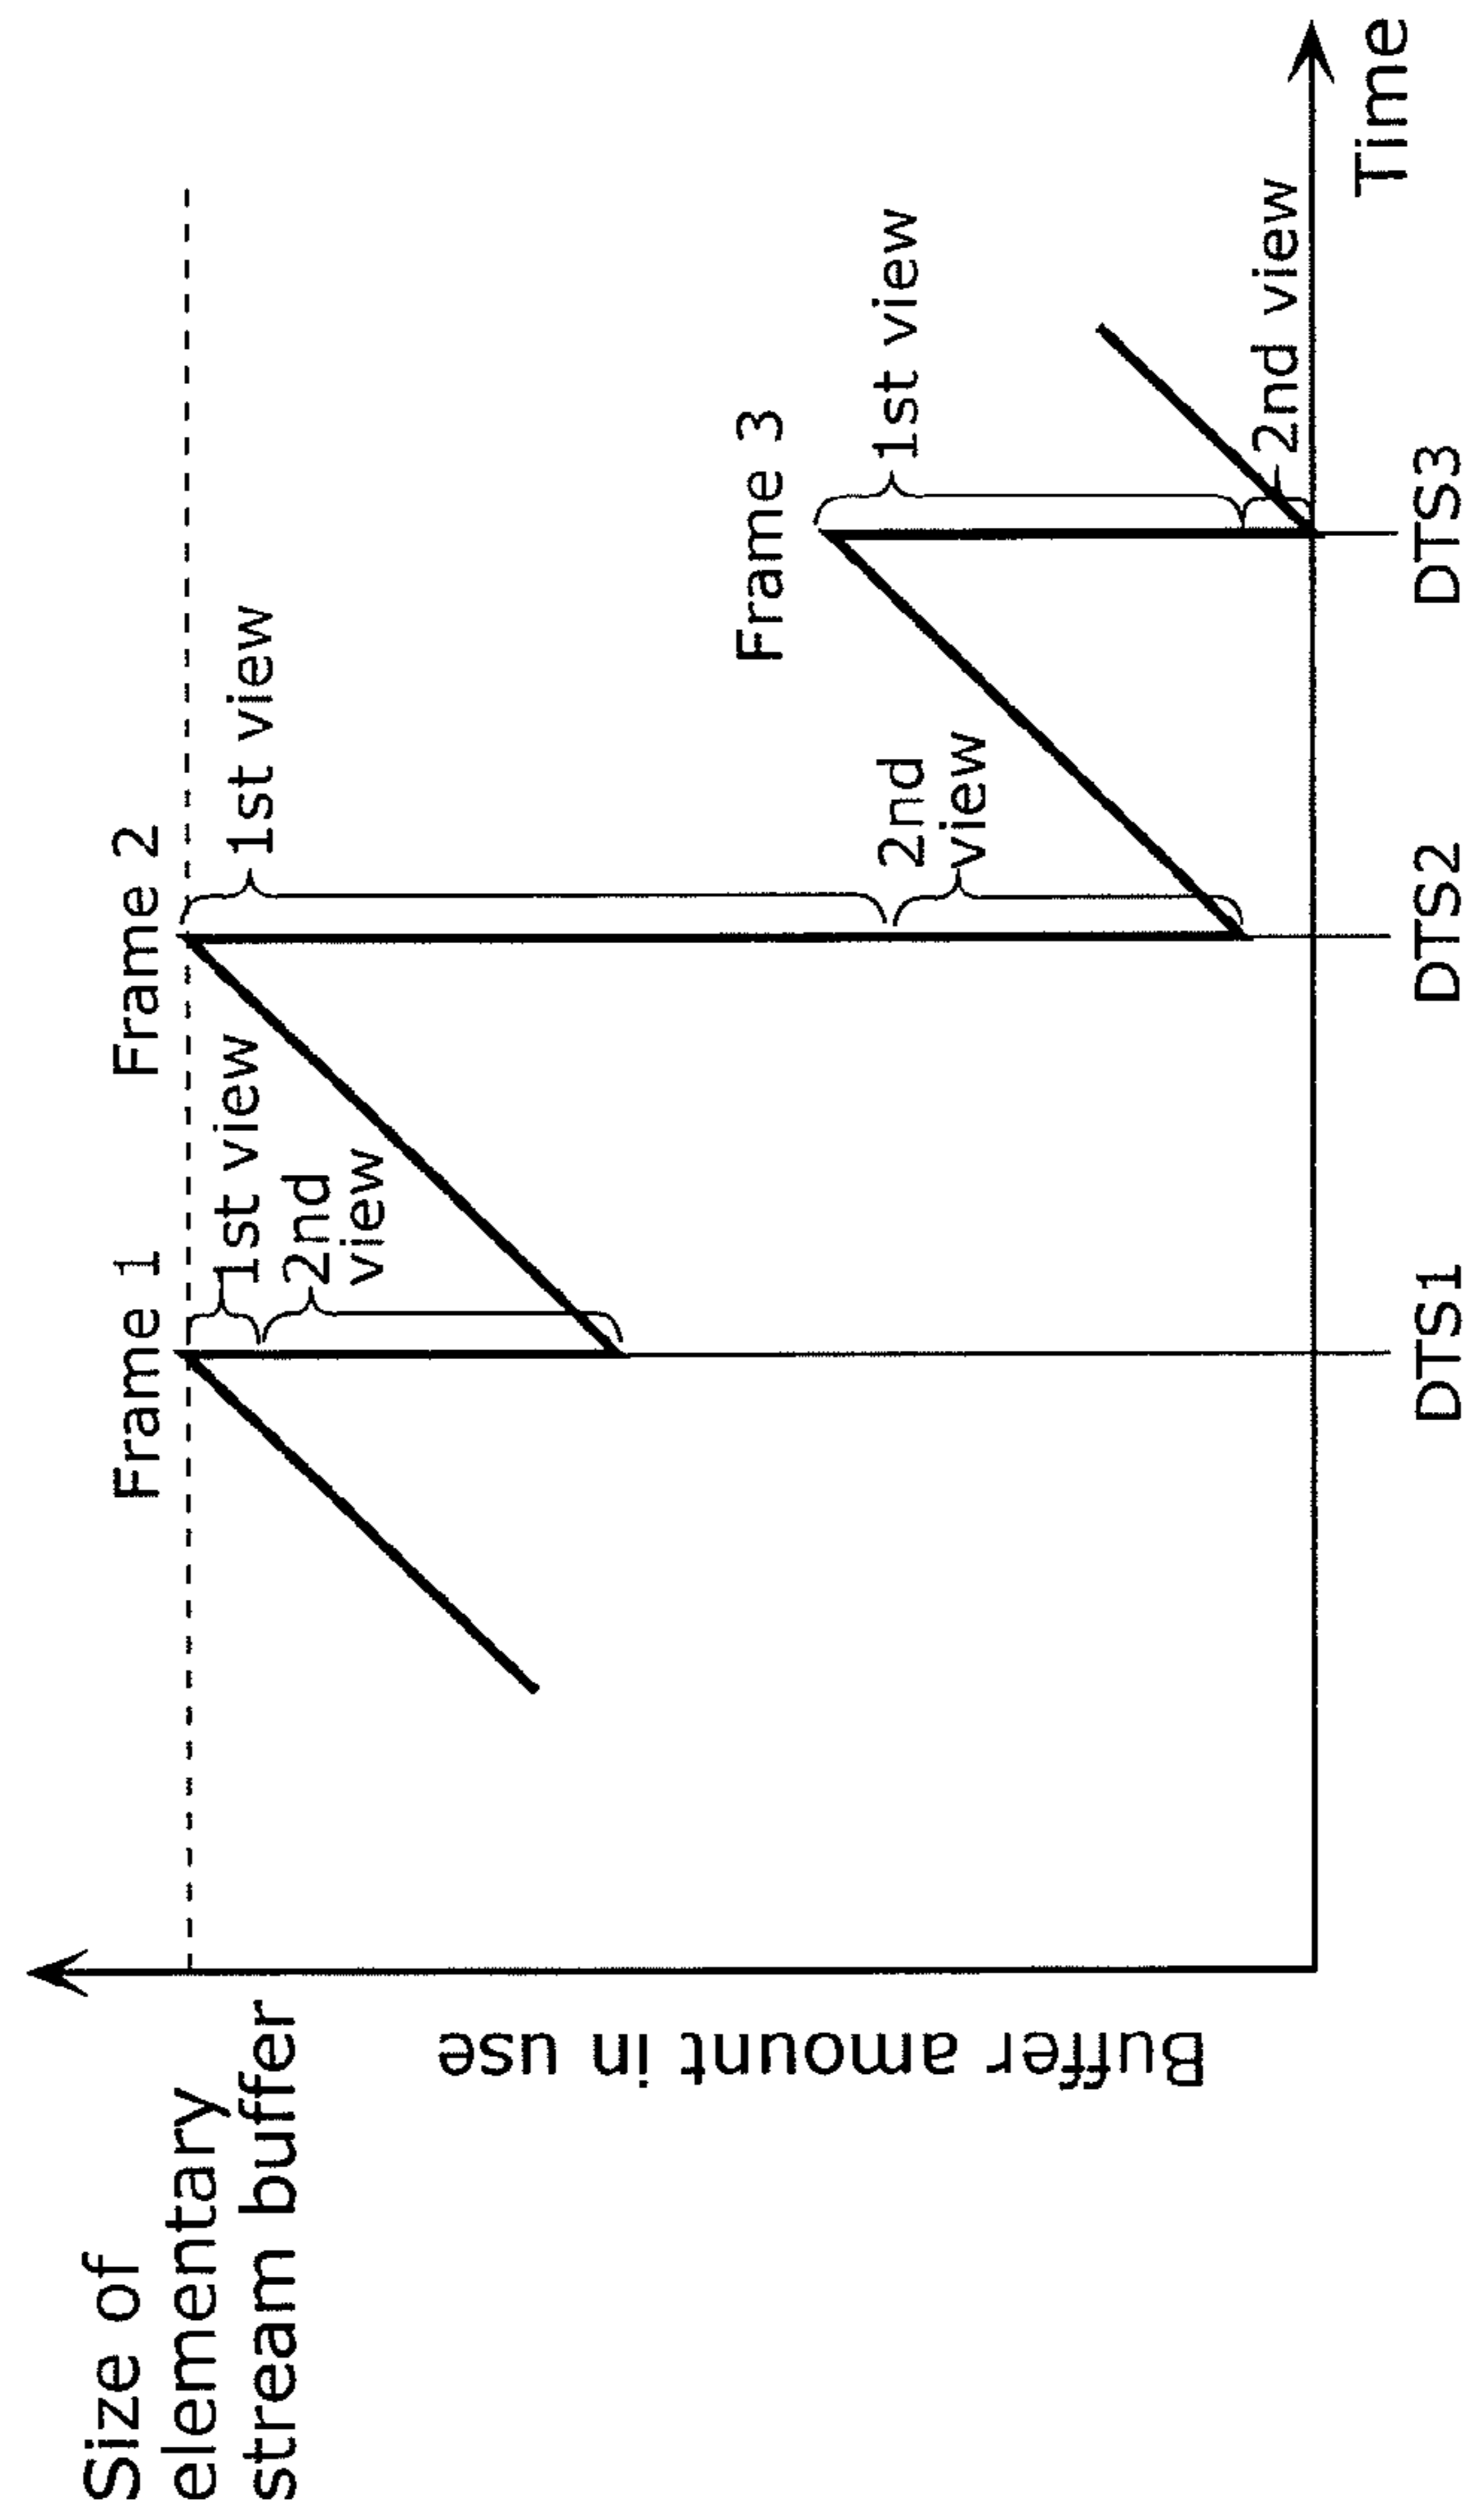 Size of
elementary
stream buffer
Buffer amount in use
Frame 1
1st view
2nd
view
Frame 2
1st view
2nd
view
Frame 3
1st view
2nd view
DTS1
DTS2
DTS3
Time